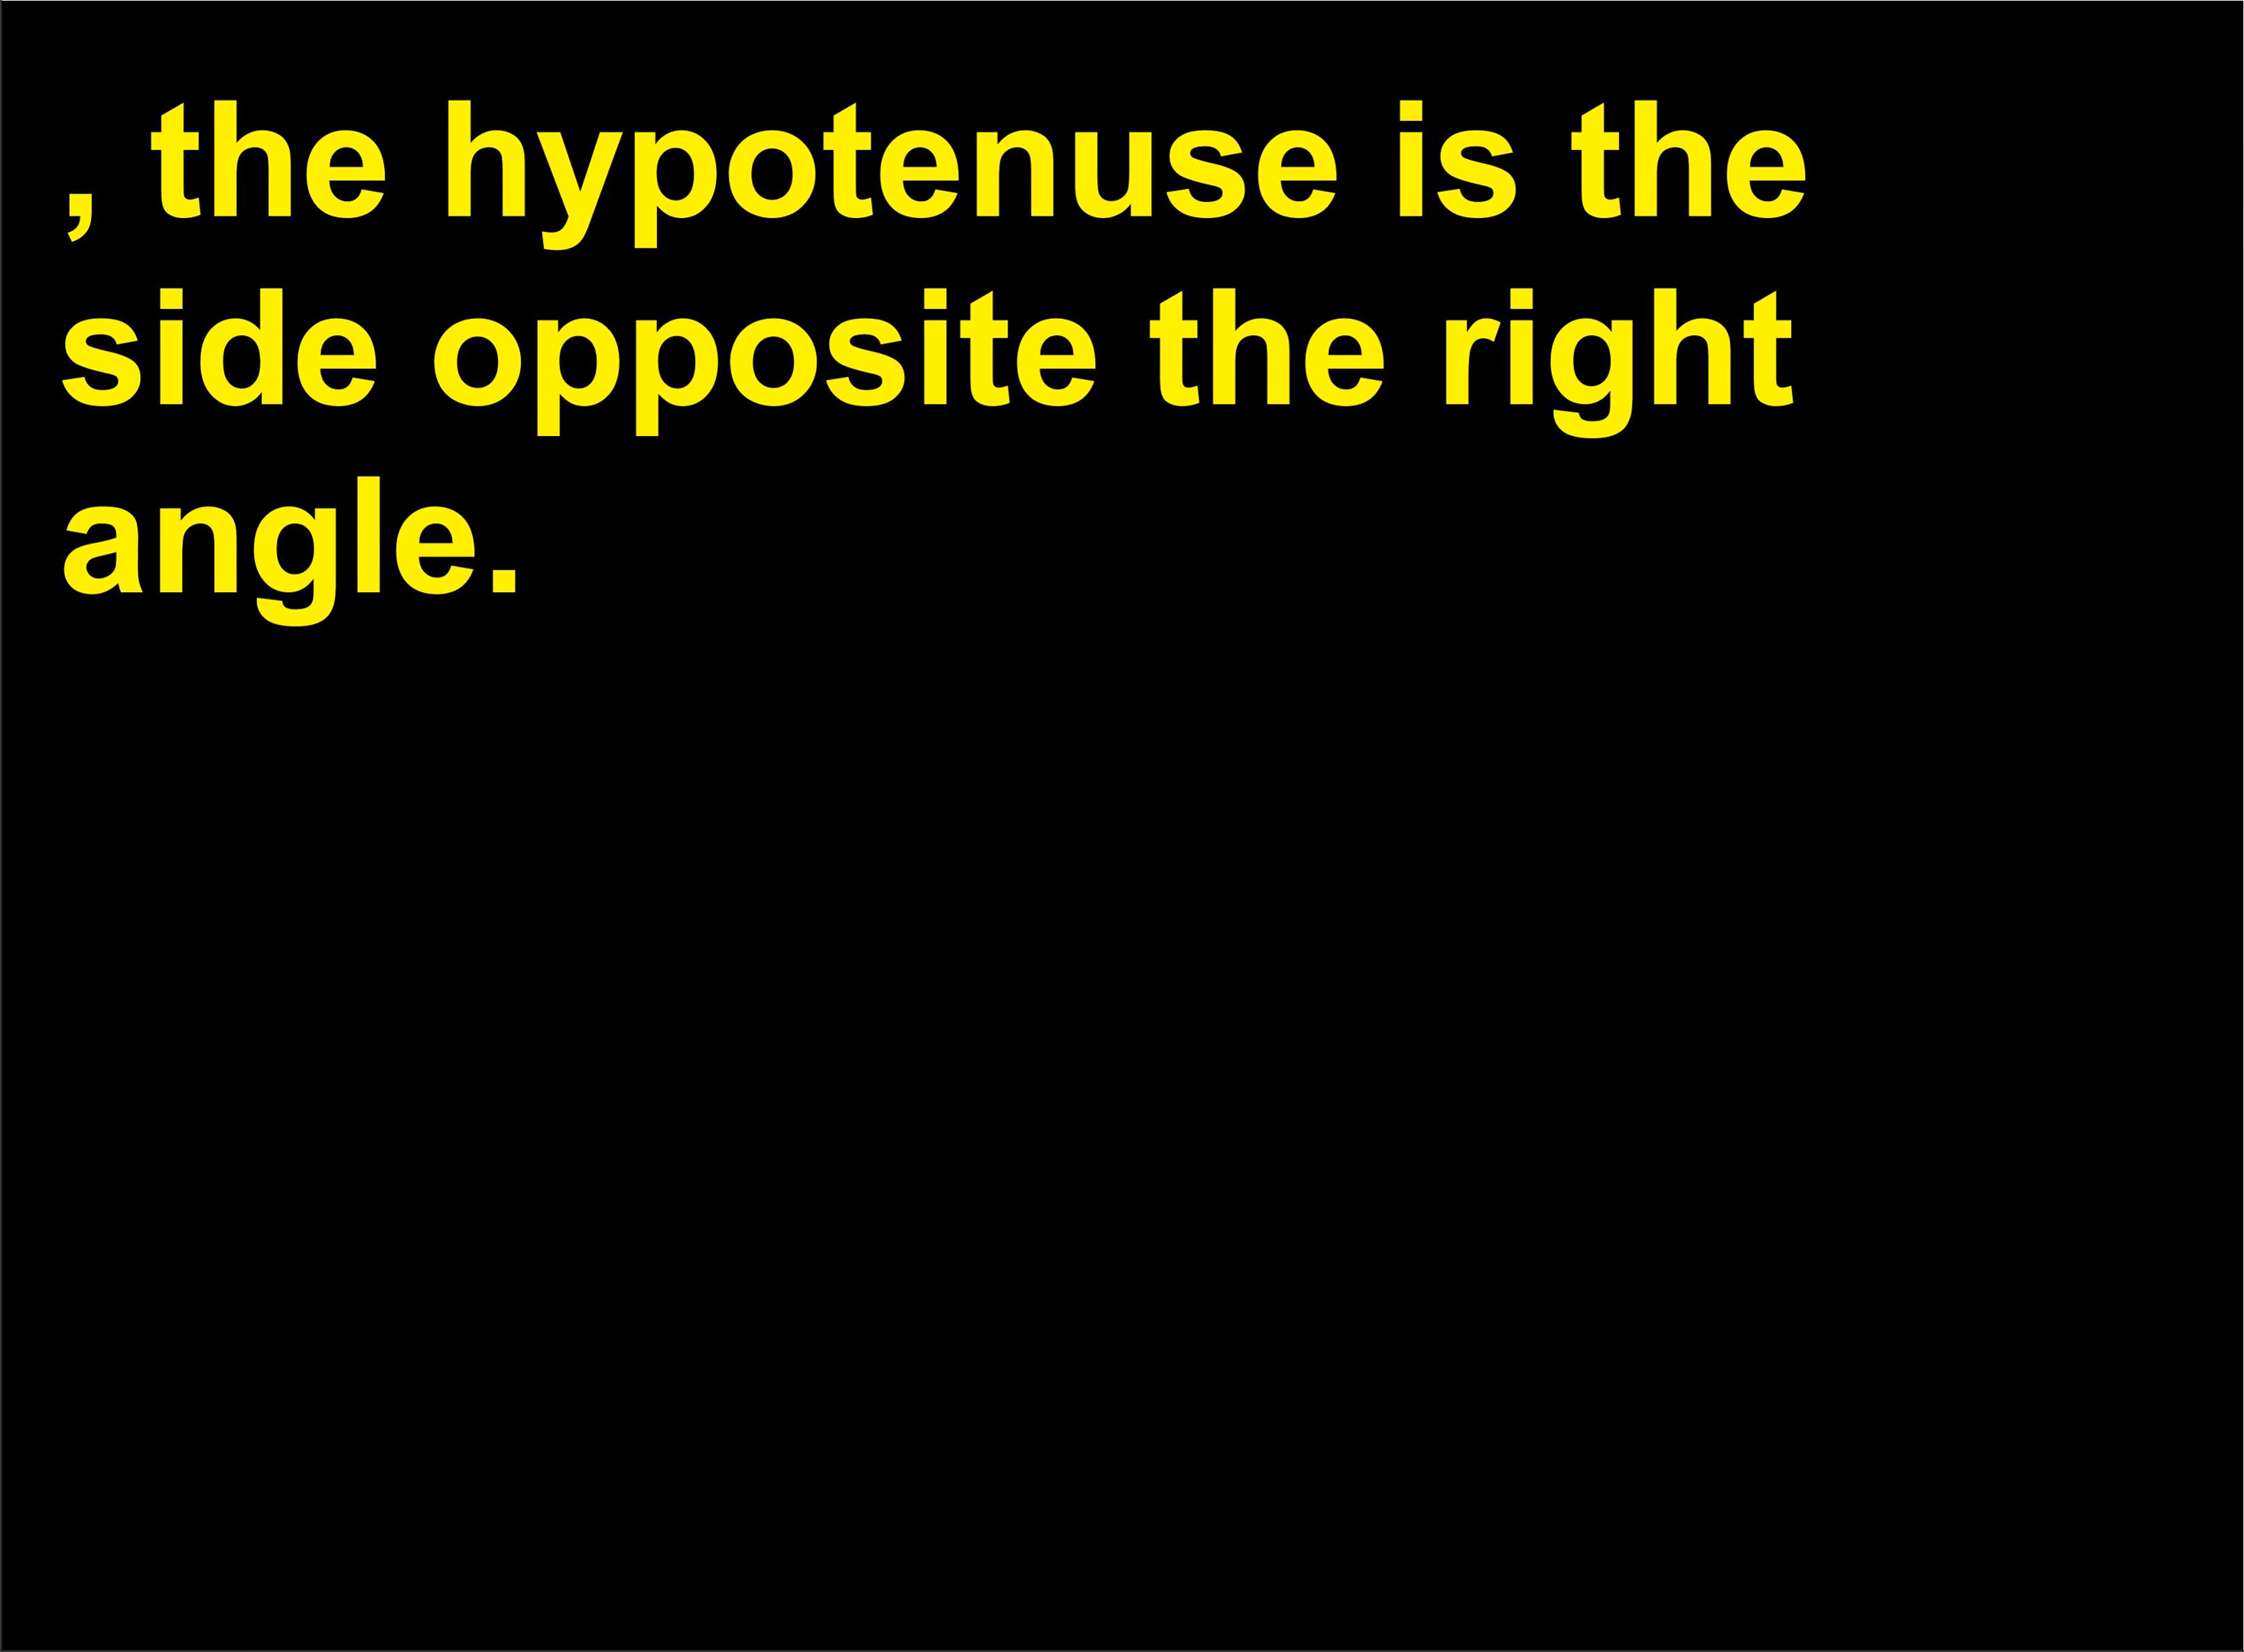 , the hypotenuse is the
side opposite the right
angle.